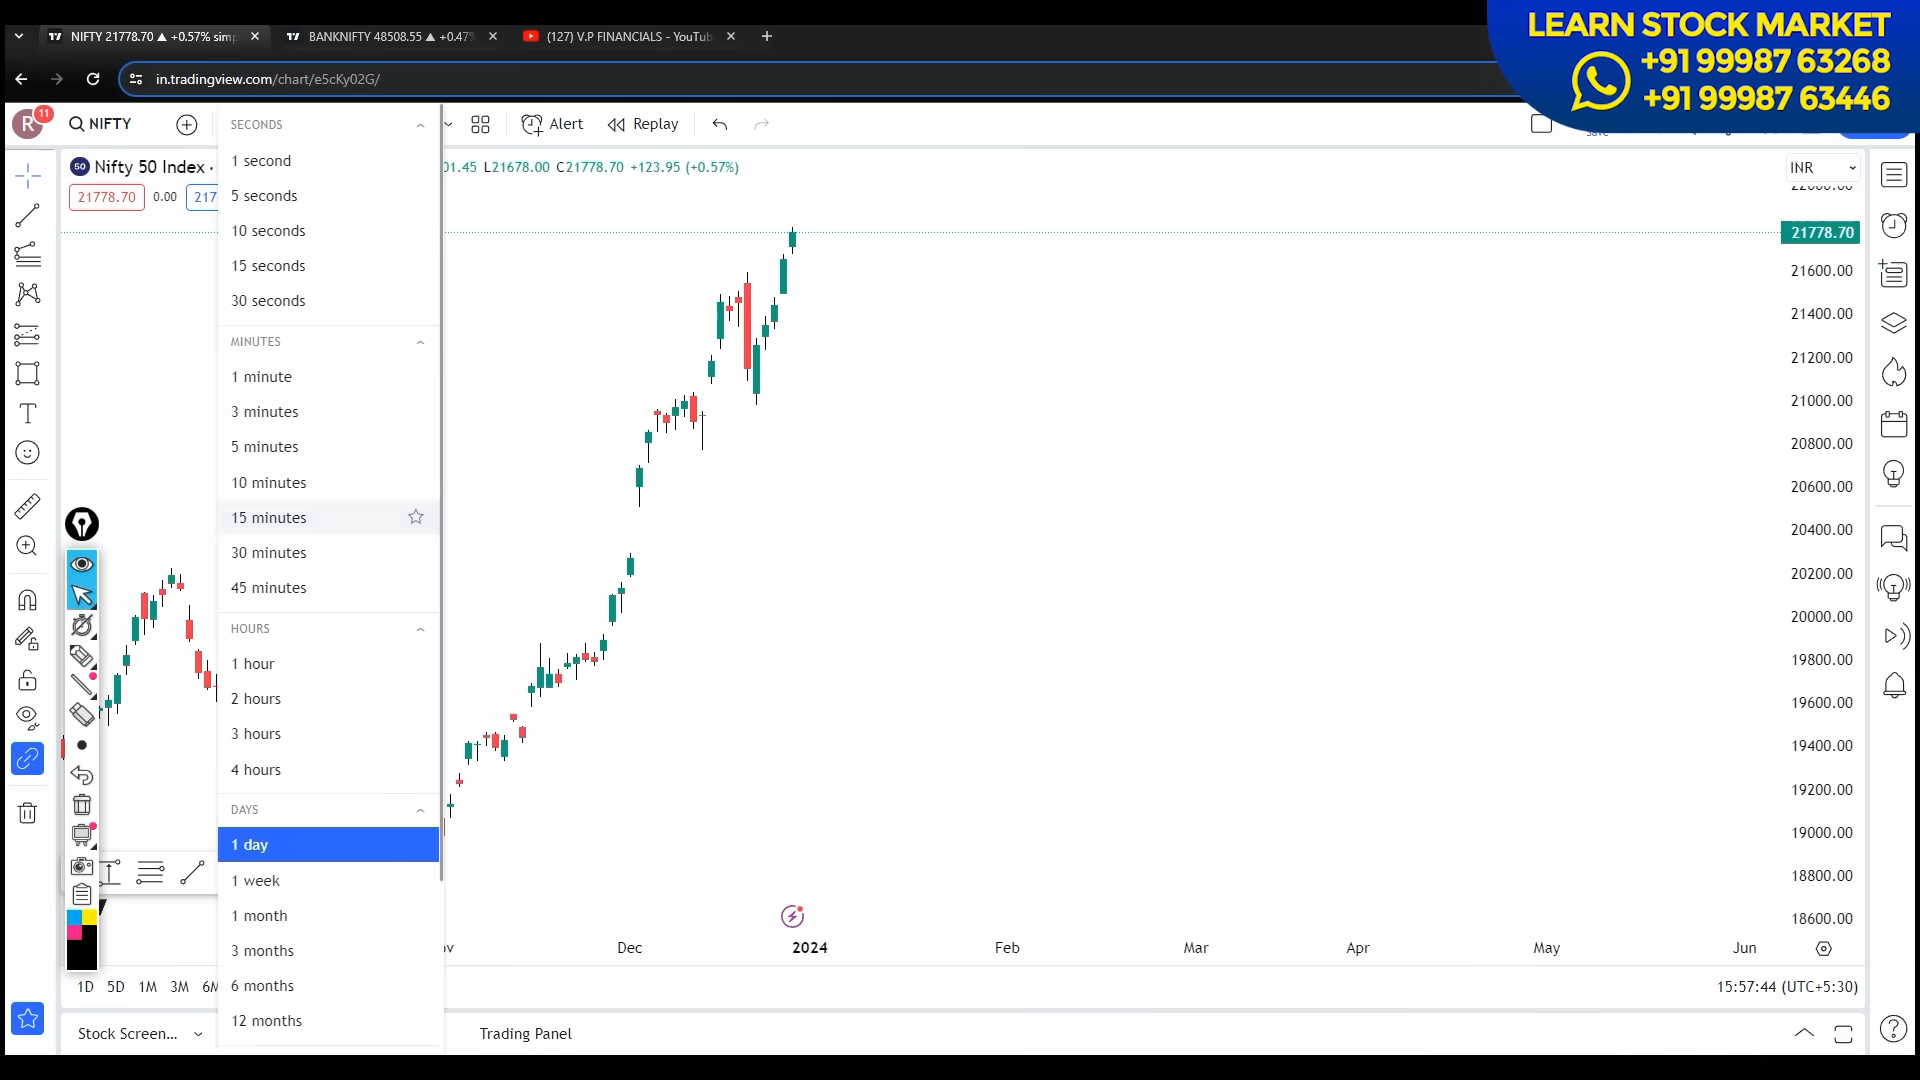 NIFTY 21778.70 ▲ +0.57% simp
BANKNIFTY 48508.55 ▲ +0.47%
(127) V.P FINANCIALS - YouTub
LEARN STOCK MARKET
+91 99987 63268
+91 99987 63446
in.tradingview.com/chart/e5cKy02G/
R
11
NIFTY
Alert
Replay
Save
50
Nifty 50 Index ·
01.45 L21678.00 C21778.70 +123.95 (+0.57%)
INR
21778.70
0.00
217
SECONDS
1 second
5 seconds
10 seconds
15 seconds
30 seconds
MINUTES
1 minute
3 minutes
5 minutes
10 minutes
15 minutes
30 minutes
45 minutes
HOURS
1 hour
2 hours
3 hours
4 hours
DAYS
1 day
1 week
1 month
3 months
6 months
12 months
22000.00
21778.70
21600.00
21400.00
21200.00
21000.00
20800.00
20600.00
20400.00
20200.00
20000.00
19800.00
19600.00
19400.00
19200.00
19000.00
18800.00
18600.00
ov
Dec
2024
Feb
Mar
Apr
May
Jun
1D 5D 1M 3M 6M
15:57:44 (UTC+5:30)
Stock Screen...
Trading Panel